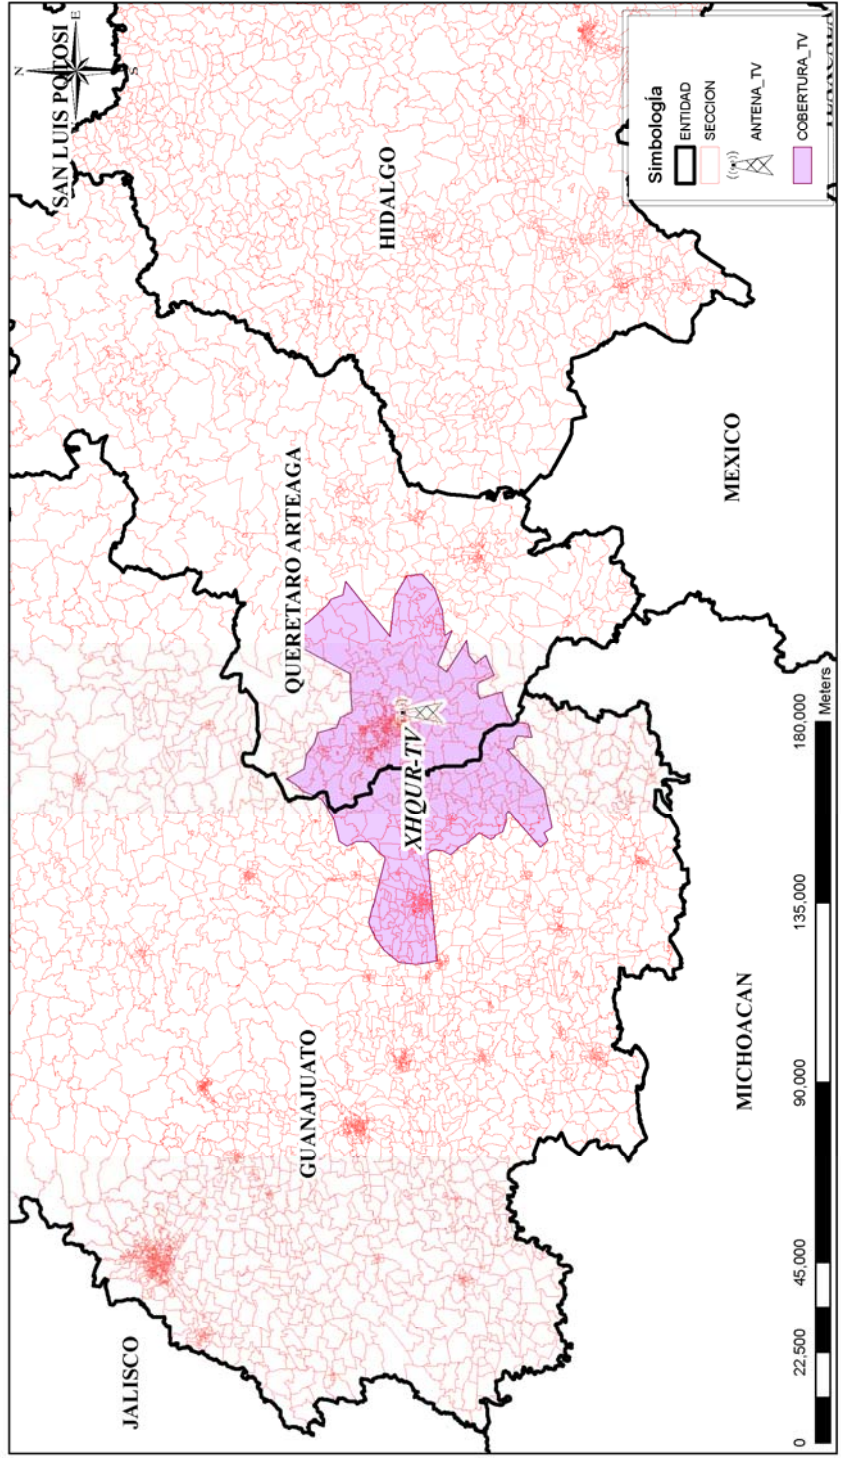 SAN LUIS POTOSI
N
E
S
HIDALGO
QUERETARO ARTEAGA
XHQUR-TV
GUANAJUATO
JALISCO
MEXICO
MICHOACAN
Simbología
ENTIDAD
SECCION
ANTENA_TV
COBERTURA_TV
TLAXCALA
0 22,500 45,000 90,000 135,000 180,000
Meters